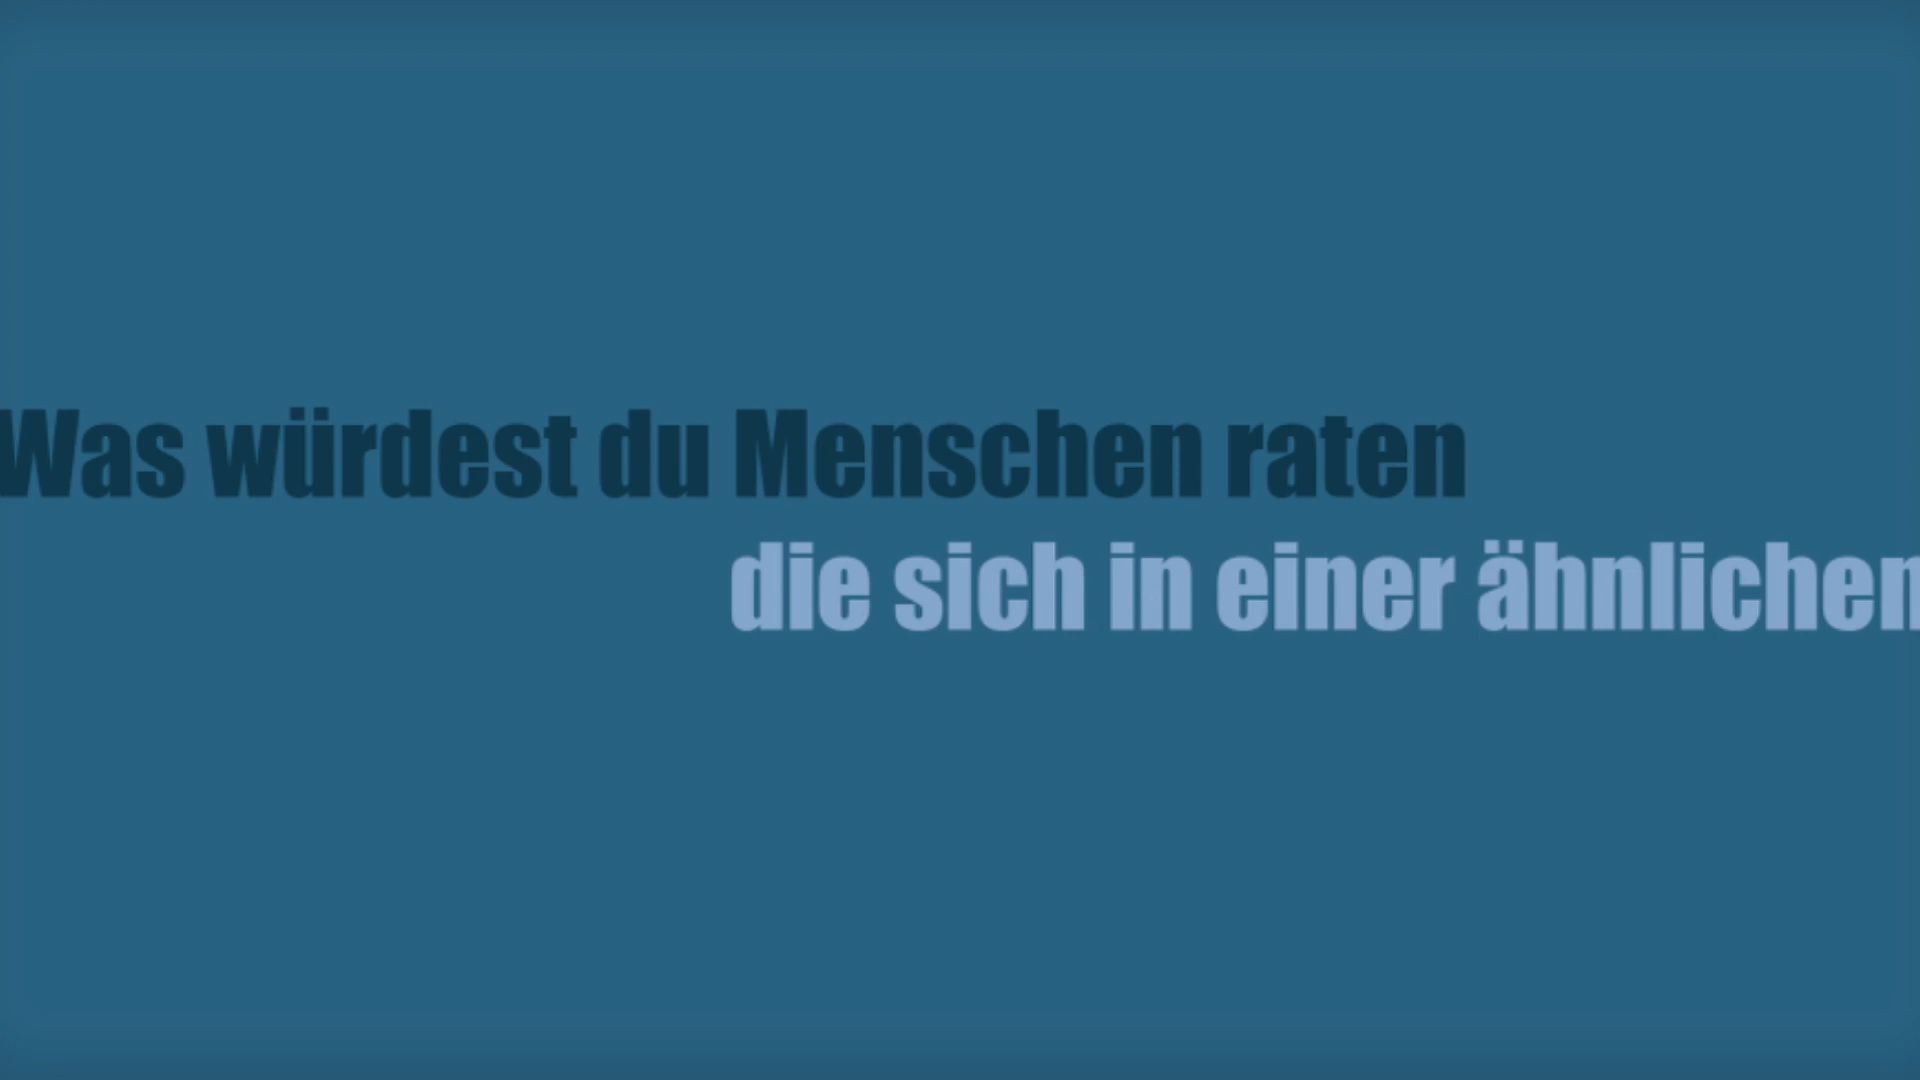 Was würdest du Menschen raten
die sich in einer ähnlichen